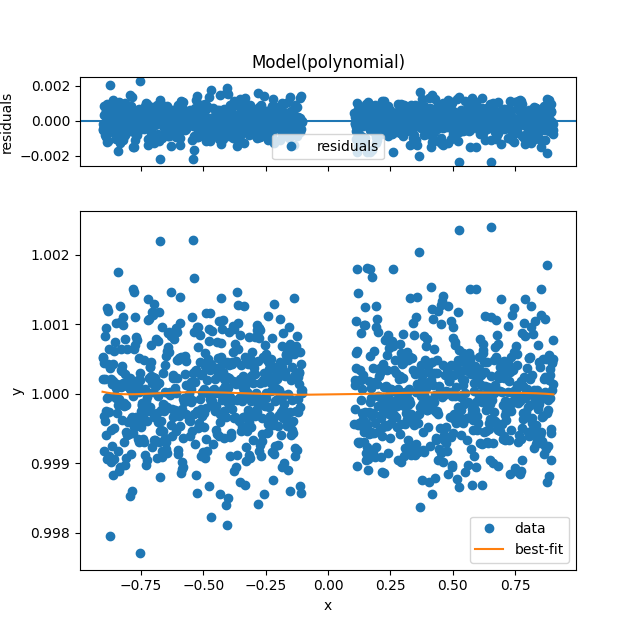 Model(polynomial)
0.002
0.000
−0.002
residuals
residuals
1.002
1.001
1.000
0.999
0.998
y
data
best-fit
−0.75
−0.50
−0.25
0.00
0.25
0.50
0.75
x